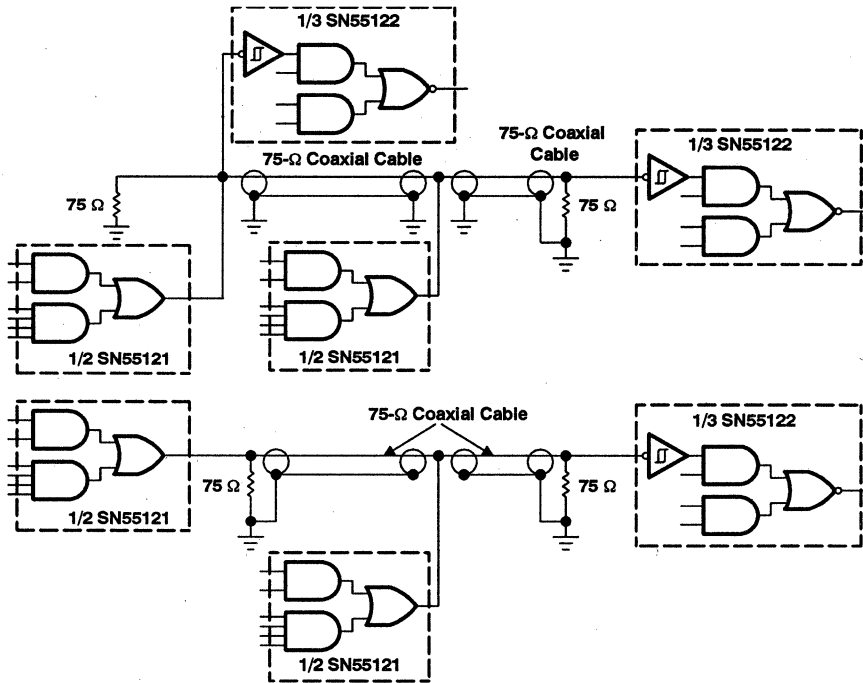 1/3 SN55122
75-Ω Coaxial Cable
75-Ω Coaxial
Cable
1/3 SN55122
75 Ω
75 Ω
1/2 SN55121
1/2 SN55121
75-Ω Coaxial Cable
1/3 SN55122
75 Ω
75 Ω
1/2 SN55121
1/2 SN55121